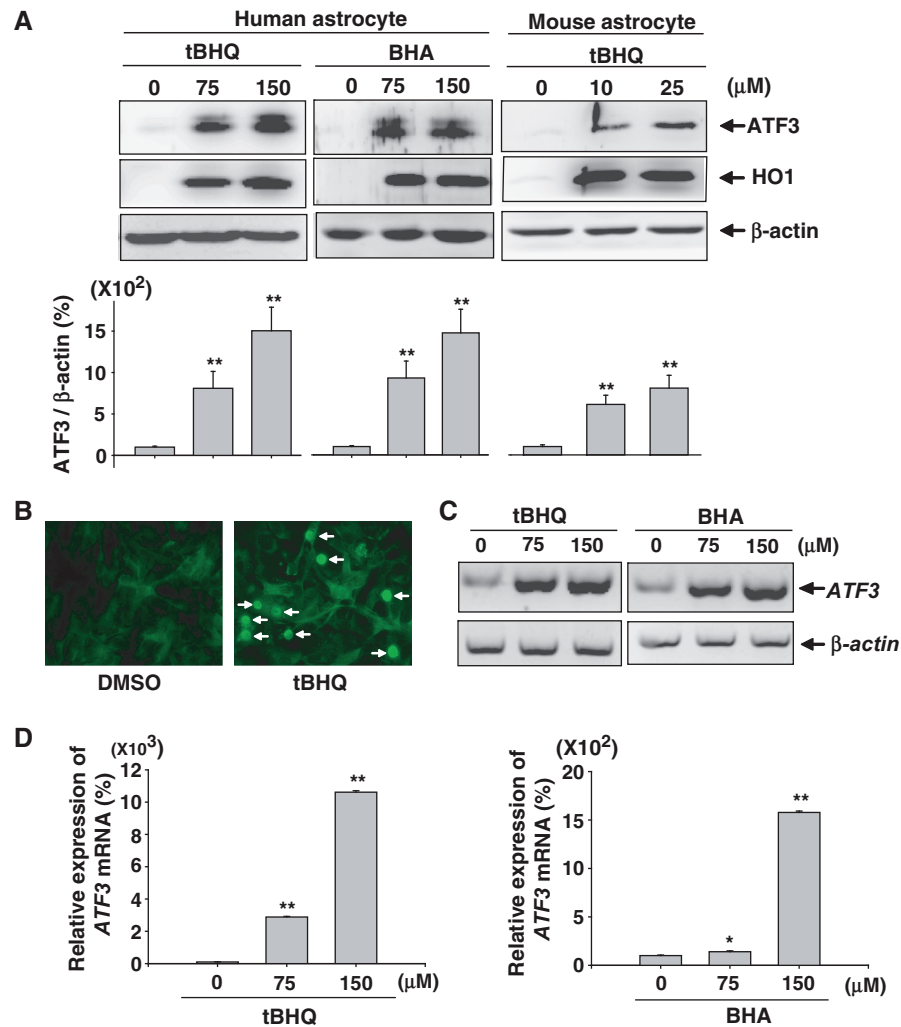 A
Human astrocyte
Mouse astrocyte
tBHQ
BHA
tBHQ
0 75 150 0 75 150 0 10 25 (μM)
ATF3
HO1
β-actin
(X10²)
ATF3 / β-actin (%)
15
10
5
0
**
**
**
**
**
**
B
DMSO
tBHQ
C
tBHQ
BHA
0 75 150 0 75 150 (μM)
ATF3
β-actin
D
(X10³)
Relative expression of
ATF3 mRNA (%)
12
10
8
6
4
2
0
**
**
0 75 150 (μM)
tBHQ
(X10²)
Relative expression of
ATF3 mRNA (%)
20
15
10
5
0
*
**
0 75 150 (μM)
BHA